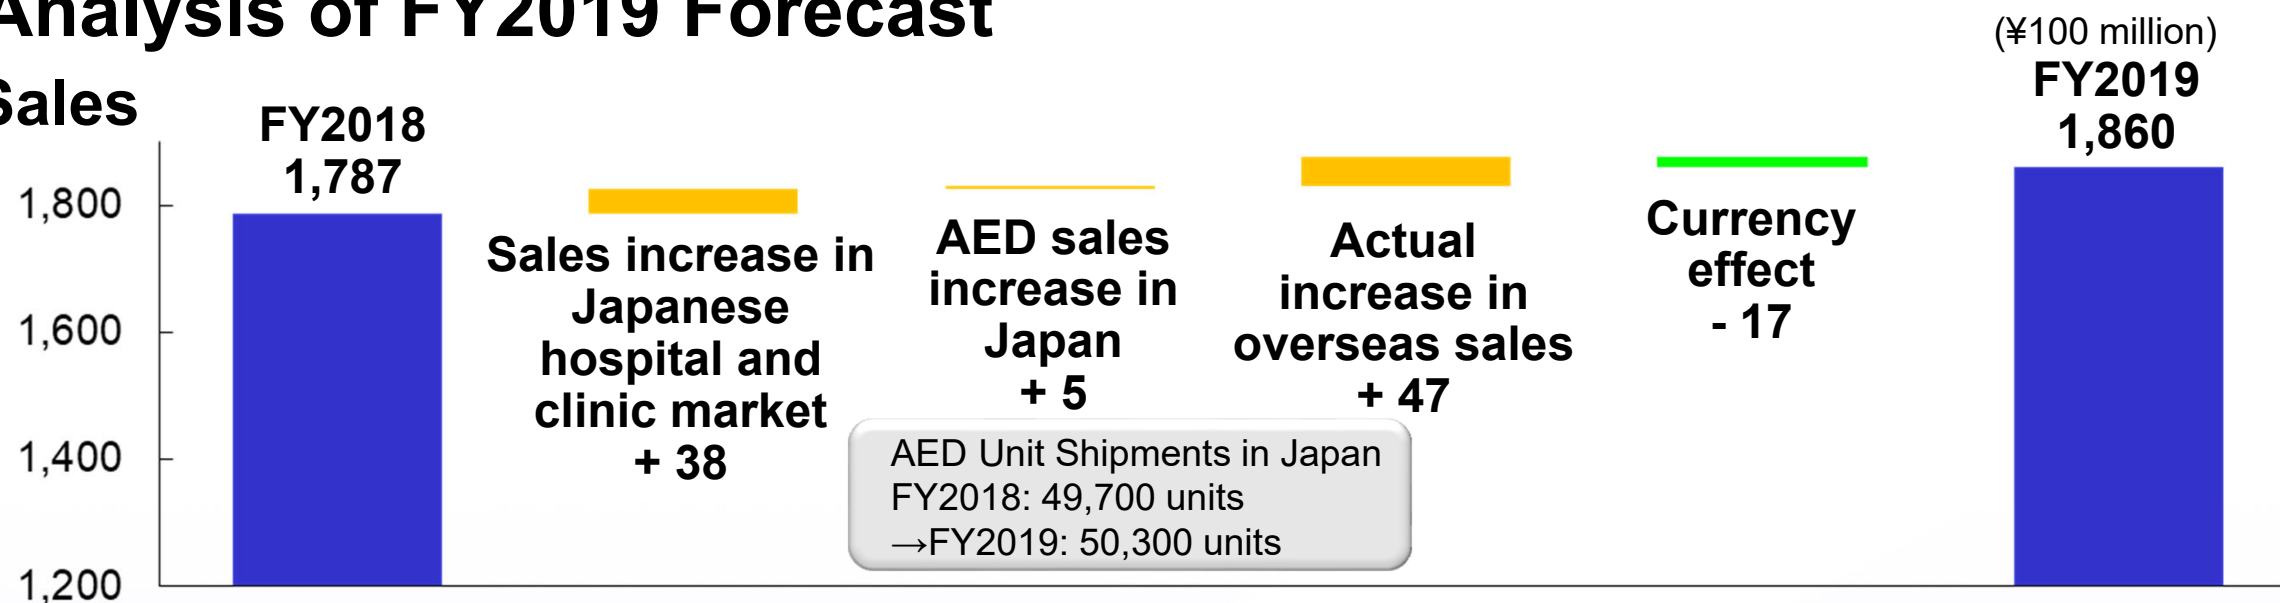 Analysis of FY2019 Forecast
(¥100 million)
Sales
FY2018
1,787
FY2019
1,860
1,800
1,600
1,400
1,200
Sales increase in
Japanese
hospital and
clinic market
+ 38
AED sales
increase in
Japan
+ 5
Actual
increase in
overseas sales
+ 47
Currency
effect
- 17
AED Unit Shipments in Japan
FY2018: 49,700 units
→FY2019: 50,300 units